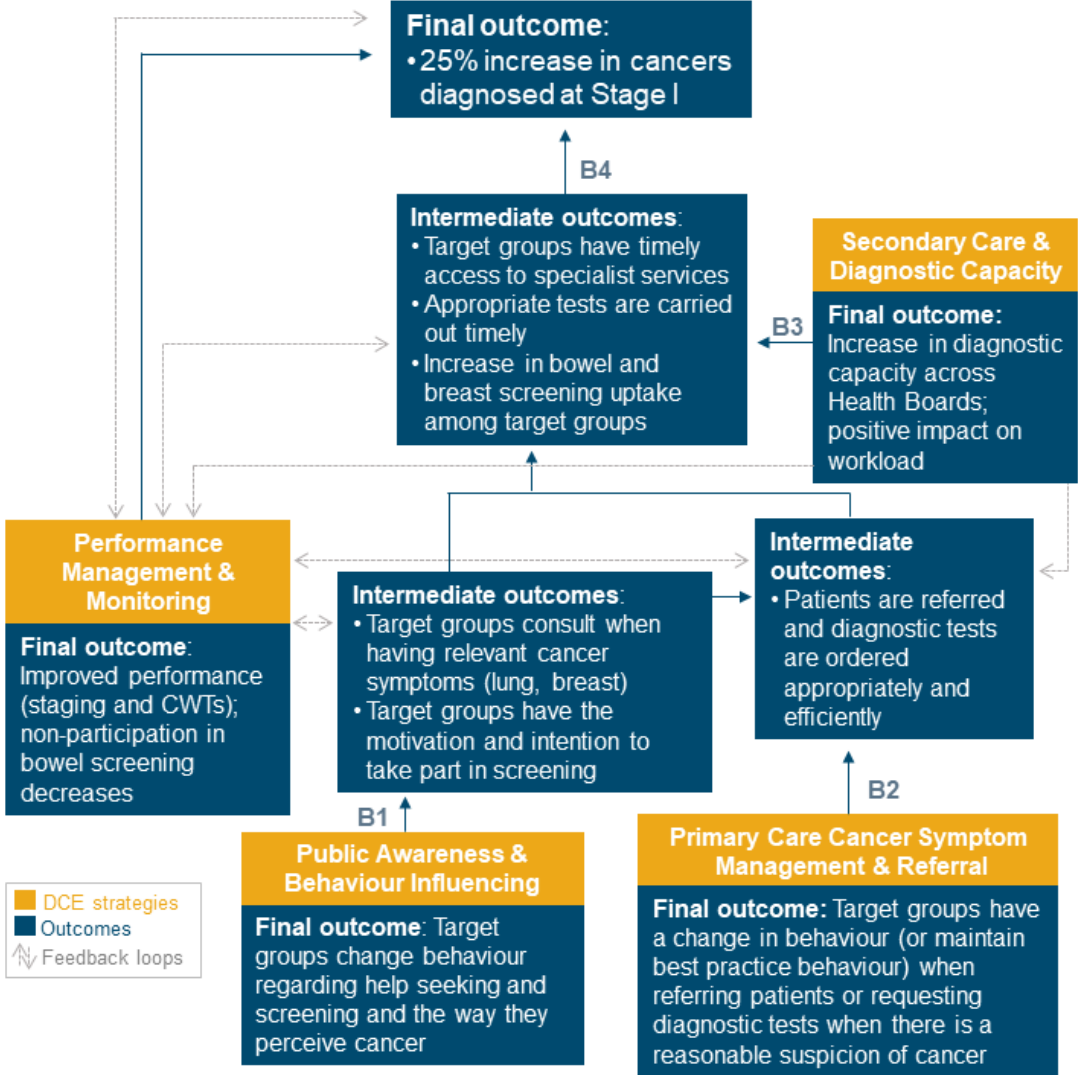 Final outcome:
• 25% increase in cancers
diagnosed at Stage I
B4
Intermediate outcomes:
• Target groups have timely
access to specialist services
• Appropriate tests are carried
out timely
• Increase in bowel and
breast screening uptake
among target groups
Secondary Care &
Diagnostic Capacity
B3
Final outcome:
Increase in diagnostic
capacity across
Health Boards;
positive impact on
workload
Performance
Management &
Monitoring
Final outcome:
Improved performance
(staging and CWTs);
non-participation in
bowel screening
decreases
Intermediate outcomes:
• Target groups consult when
having relevant cancer
symptoms (lung, breast)
• Target groups have the
motivation and intention to
take part in screening
Intermediate
outcomes:
• Patients are referred
and diagnostic tests
are ordered
appropriately and
efficiently
B1
B2
Public Awareness &
Behaviour Influencing
Final outcome: Target
groups change behaviour
regarding help seeking and
screening and the way they
perceive cancer
Primary Care Cancer Symptom
Management & Referral
Final outcome: Target groups have
a change in behaviour (or maintain
best practice behaviour) when
referring patients or requesting
diagnostic tests when there is a
reasonable suspicion of cancer
DCE strategies
Outcomes
Feedback loops